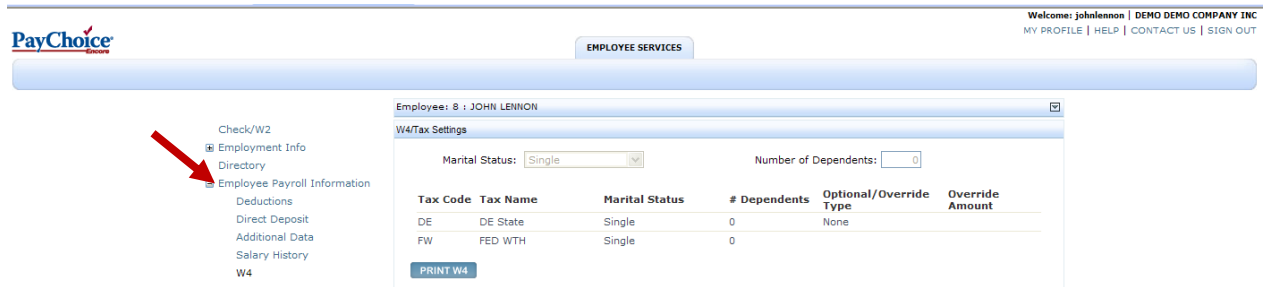 Welcome: johnlennon | DEMO DEMO COMPANY INC
MY PROFILE | HELP | CONTACT US | SIGN OUT
PayChoice
Encore
EMPLOYEE SERVICES
Employee: 8 : JOHN LENNON
Check/W2
Employment Info
Directory
Employee Payroll Information
Deductions
Direct Deposit
Additional Data
Salary History
W4
W4/Tax Settings
Marital Status: Single Number of Dependents: 0
Tax Code Tax Name Marital Status # Dependents Optional/Override Type Override Amount
DE DE State Single 0 None
FW FED WTH Single 0
PRINT W4